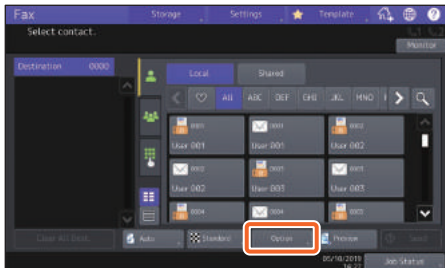 Fax
Storage
Settings
Template
Select contact.
Monitor
Destination 0000
Local
Shared
All
ABC
DEF
GHI
JKL
MNO
0001
0001
0002
User 001
User 001
User 002
0002
0003
0003
User 002
User 003
User 003
0004
0004
0005
Clear All Dest.
Auto
Standard
Option
Preview
Send
05/10/2019
Job Status